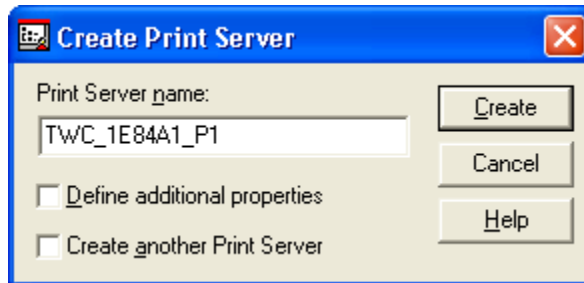 Create Print Server
Print Server name:
Create
TWC_1E84A1_P1
Cancel
Define additional properties
Help
Create another Print Server